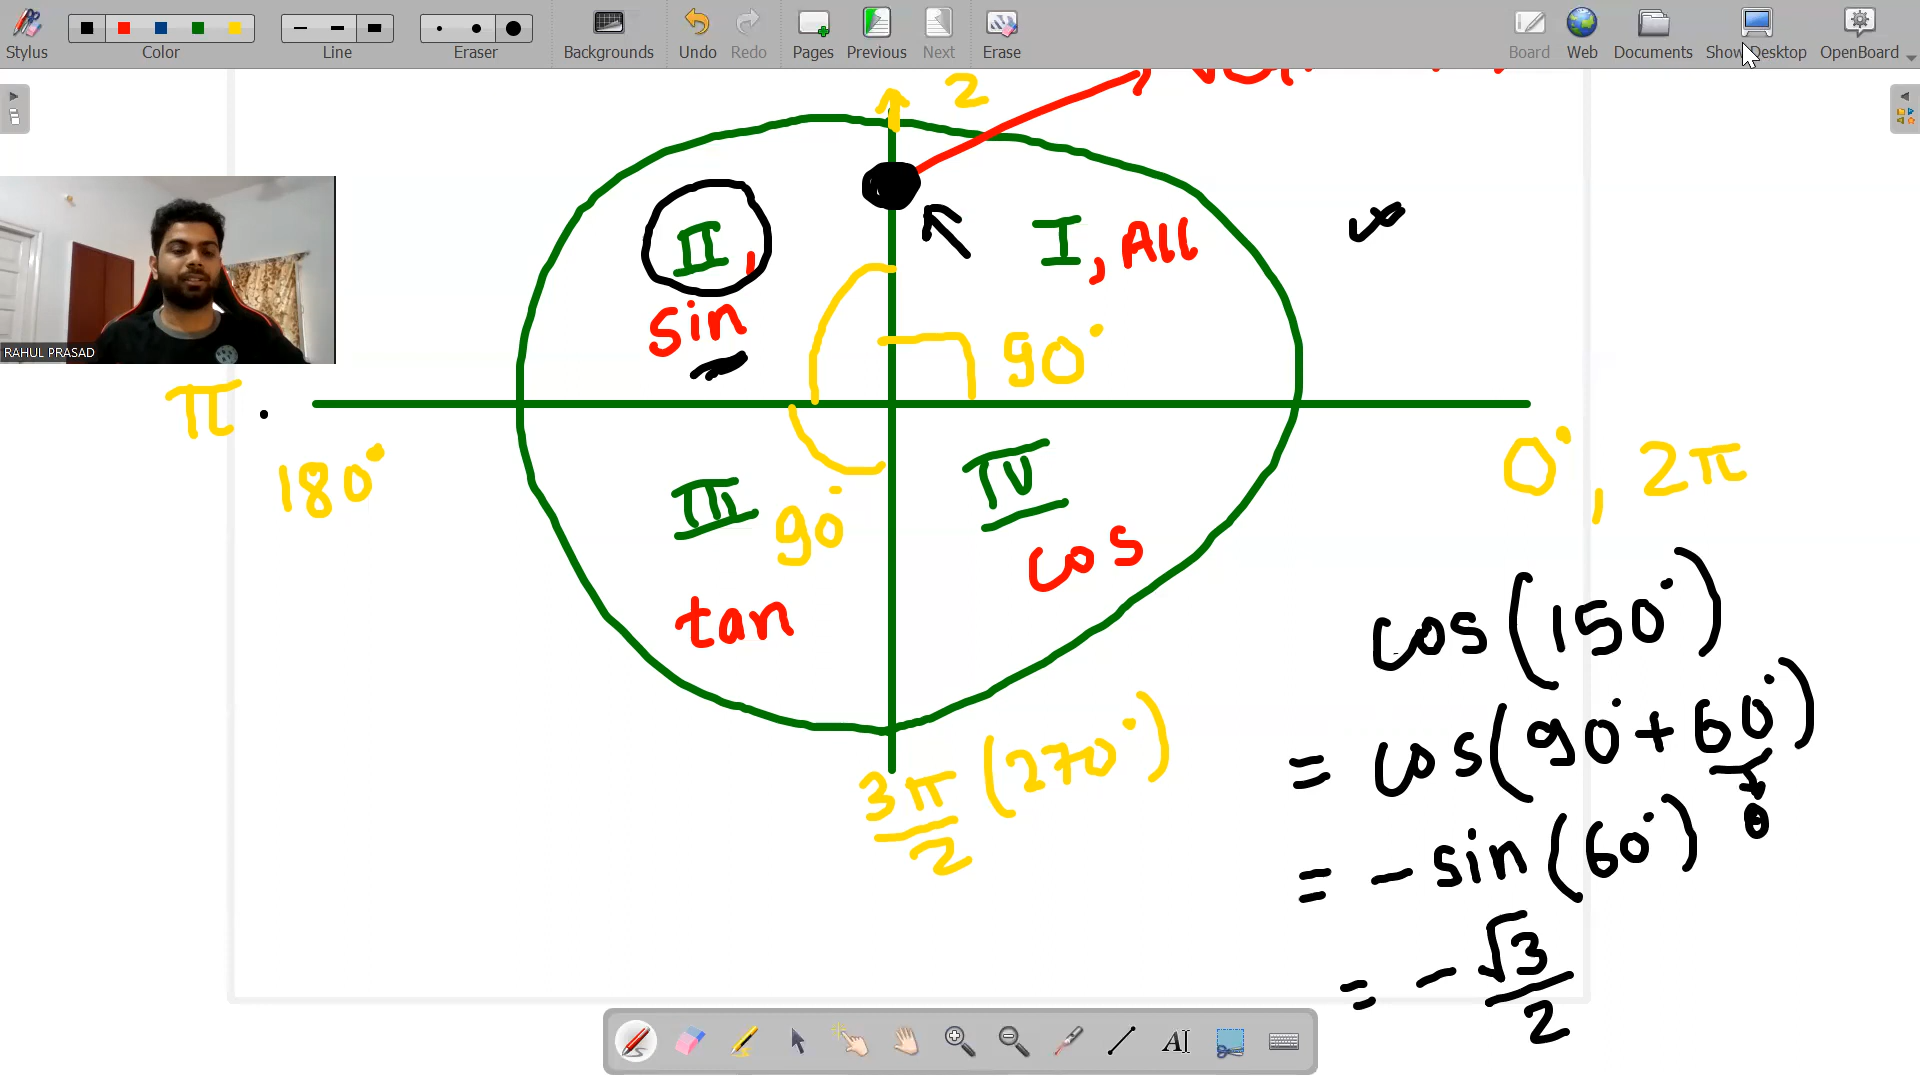 Stylus Color Line Eraser Backgrounds Undo Redo Pages Previous Next Erase Board Web Documents Show Desktop OpenBoard
2
II,
sin
I, All
90°
RAHUL PRASAD
π
180°
0°, 2π
III
90°
tan
IV
cos
3π/2 (270°)
cos(150°)
= cos(90° + 60°)
θ
= - sin(60°)
= - √3/2
AI